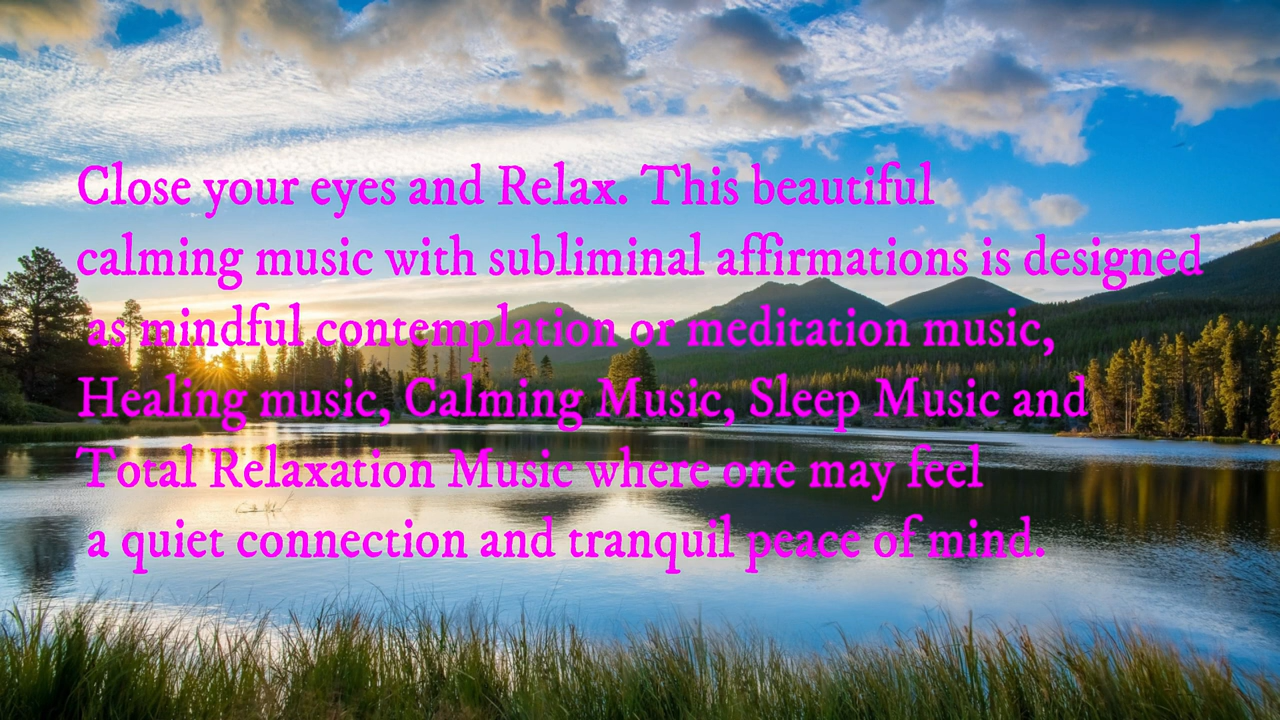 Close your eyes and Relax. This beautiful
calming music with subliminal affirmations is designed
as mindful contemplation or meditation music,
Healing music, Calming Music, Sleep Music and
Total Relaxation Music where one may feel
a quiet connection and tranquil peace of mind.